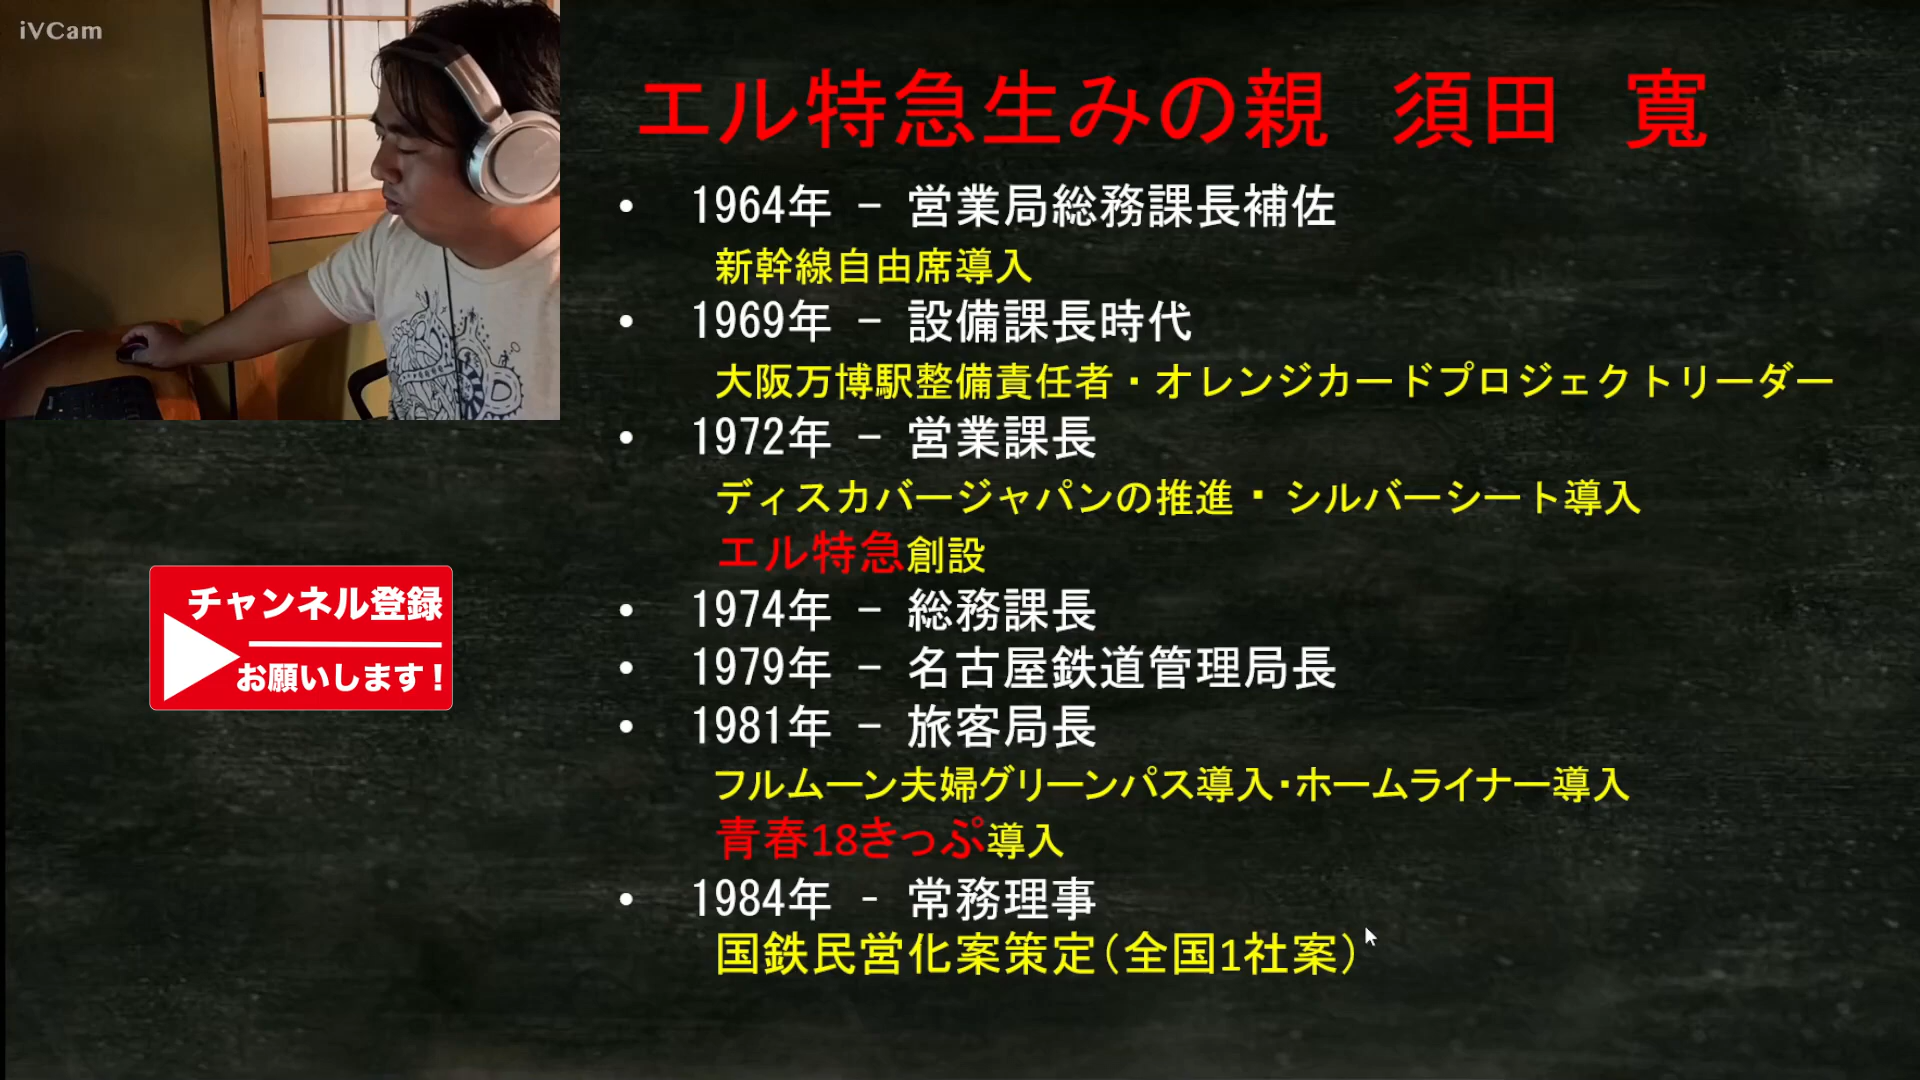 iVCam
エル特急生みの親 須田 寛
• 1964年 － 営業局総務課長補佐
新幹線自由席導入
• 1969年 － 設備課長時代
大阪万博駅整備責任者・オレンジカードプロジェクトリーダー
• 1972年 － 営業課長
ディスカバージャパンの推進・シルバーシート導入
エル特急創設
• 1974年 － 総務課長
• 1979年 － 名古屋鉄道管理局長
• 1981年 － 旅客局長
フルムーン夫婦グリーンパス導入・ホームライナー導入
青春18きっぷ導入
• 1984年 - 常務理事
国鉄民営化案策定（全国1社案）
チャンネル登録
お願いします！